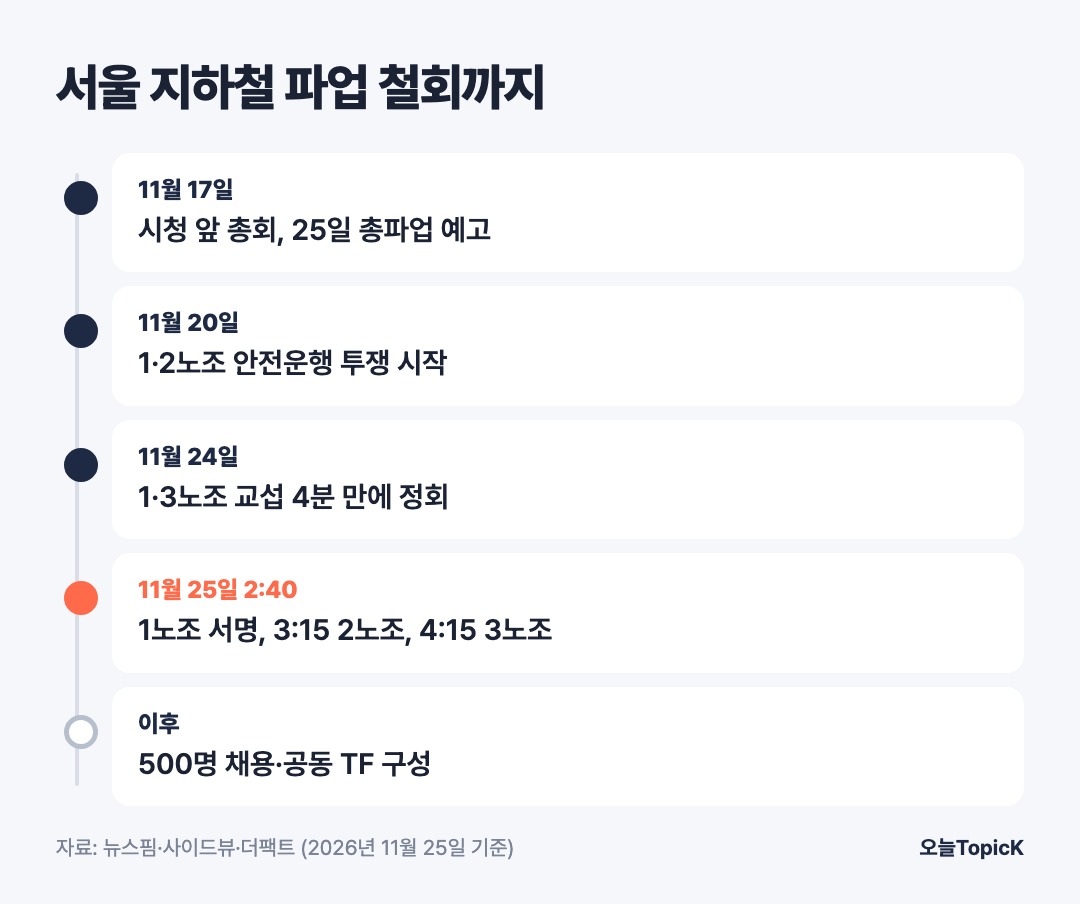 서울 지하철 파업 철회까지
11월 17일
시청 앞 총회, 25일 총파업 예고
11월 20일
1·2노조 안전운행 투쟁 시작
11월 24일
1·3노조 교섭 4분 만에 정회
11월 25일 2:40
1노조 서명, 3:15 2노조, 4:15 3노조
이후
500명 채용·공동 TF 구성
자료: 뉴스핌·사이드뷰·더팩트 (2026년 11월 25일 기준)
오늘TopicK